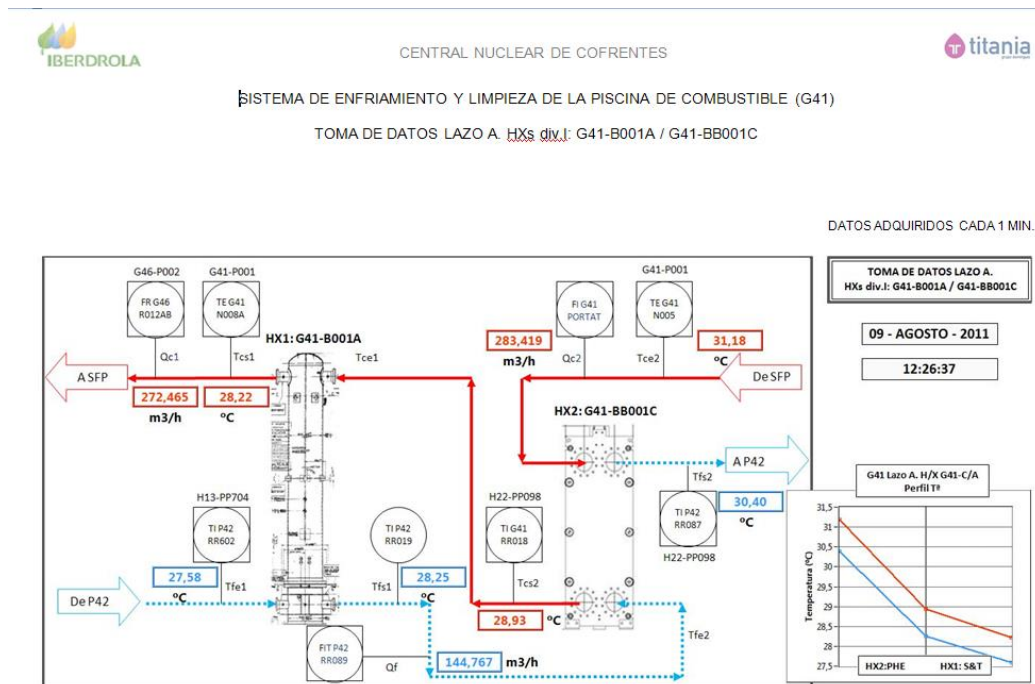 IBERDROLA
CENTRAL NUCLEAR DE COFRENTES
titania
SISTEMA DE ENFRIAMIENTO Y LIMPIEZA DE LA PISCINA DE COMBUSTIBLE (G41)
TOMA DE DATOS LAZO A. HXs div.I: G41-B001A / G41-BB001C
DATOS ADQUIRIDOS CADA 1 MIN.
G46-P002
G41-P001
FR G46
R012AB
TE G41
N008A
Qc1
Tcs1
HX1: G41-B001A
Tce1
A SFP
272,465
m3/h
28,22
ºC
G41-P001
FI G41
PORTAT
TE G41
N005
283,419
m3/h
Qc2
Tce2
31,18
ºC
De SFP
HX2: G41-BB001C
A P42
Tfs2
TI P42
RR087
30,40
ºC
H22-PP098
H13-PP704
TI P42
RR602
27,58
ºC
Tfe1
De P42
TI P42
RR019
Tfs1
28,25
ºC
H22-PP098
TI G41
RR018
Tcs2
28,93
ºC
Tfe2
FIT P42
RR089
Qf
144,767
m3/h
TOMA DE DATOS LAZO A.
HXs div.I: G41-B001A / G41-BB001C
09 - AGOSTO - 2011
12:26:37
G41 Lazo A. H/X G41-C/A
Perfil Tª
Temperatura (ºC)
31,5
31
30,5
30
29,5
29
28,5
28
27,5
HX2:PHE
HX1: S&T